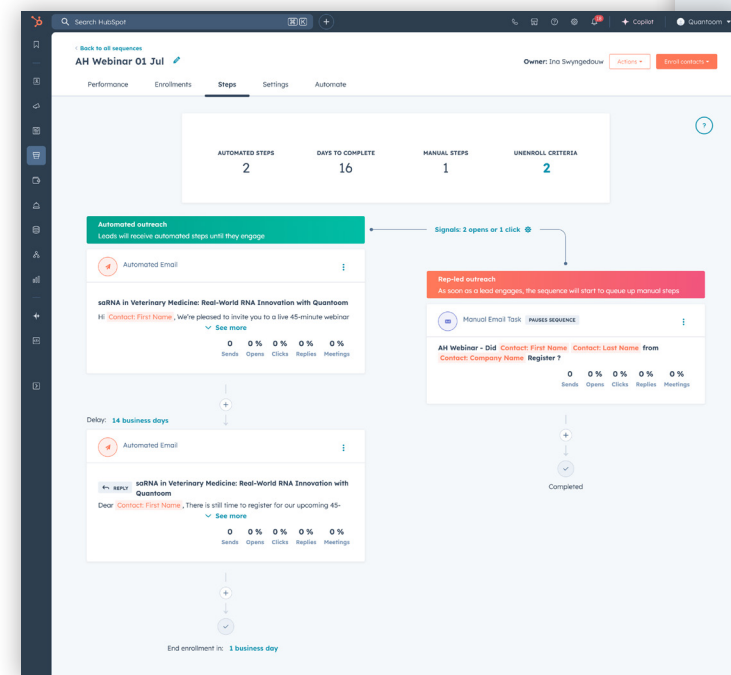 Search HubSpot
⌘ K
+
10
Copilot
Quantoom
Back to all sequences
AH Webinar 01 Jul
Owner: Ina Swyngedouw
Actions
Enroll contacts
Performance
Enrollments
Steps
Settings
Automate
?
AUTOMATED STEPS
2
DAYS TO COMPLETE
16
MANUAL STEPS
1
UNENROLL CRITERIA
2
Automated outreach
Leads will receive automated steps until they engage
Signals: 2 opens or 1 click
Automated Email
saRNA in Veterinary Medicine: Real-World RNA Innovation with Quantoom
Hi Contact: First Name , We're pleased to invite you to a live 45-minute webinar
See more
0 0 % 0 % 0 % 0 %
Sends Opens Clicks Replies Meetings
Rep-led outreach
As soon as a lead engages, the sequence will start to queue up manual steps
Manual Email Task PAUSES SEQUENCE
AH Webinar - Did Contact: First Name Contact: Last Name from
Contact: Company Name Register ?
0 0 % 0 % 0 % 0 %
Sends Opens Clicks Replies Meetings
+
Completed
+
Delay: 14 business days
Automated Email
REPLY saRNA in Veterinary Medicine: Real-World RNA Innovation with
Quantoom
Dear Contact: First Name , There is still time to register for our upcoming 45-
See more
0 0 % 0 % 0 % 0 %
Sends Opens Clicks Replies Meetings
+
End enrollment in: 1 business day